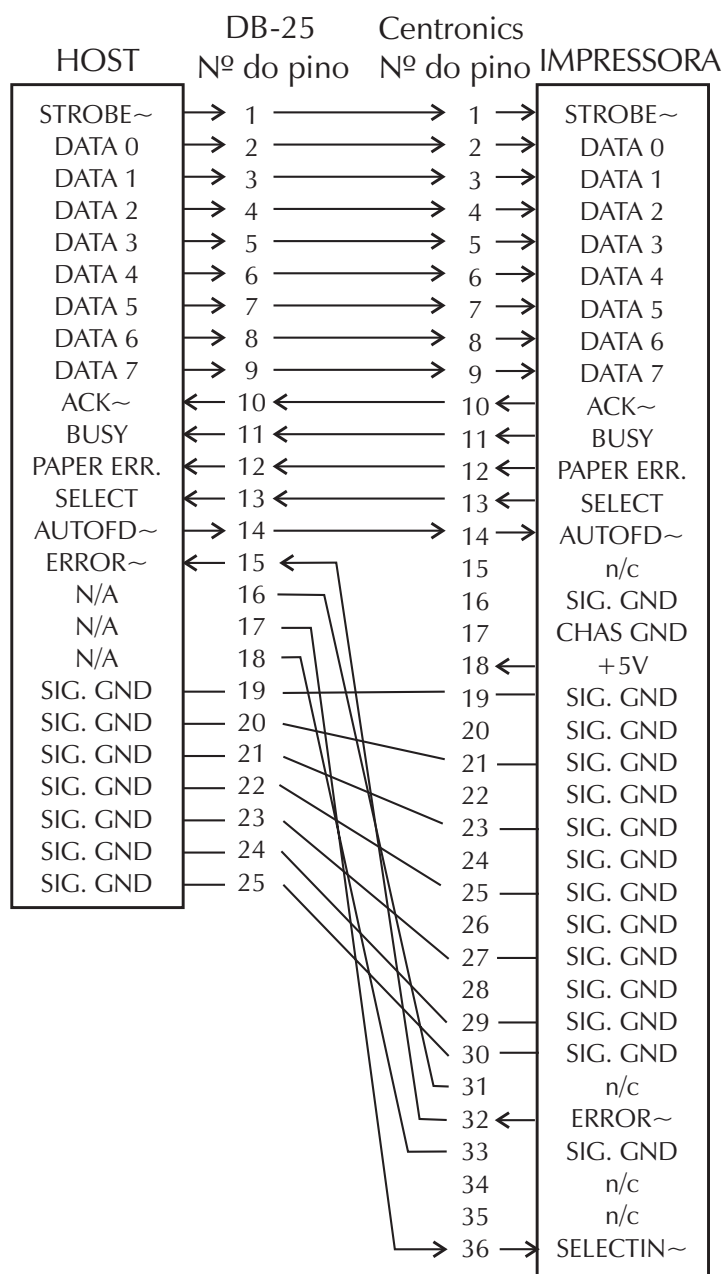 DB-25 Centronics
HOST Nº do pino Nº do pino IMPRESSORA
STROBE~ 1 1 STROBE~
DATA 0 2 2 DATA 0
DATA 1 3 3 DATA 1
DATA 2 4 4 DATA 2
DATA 3 5 5 DATA 3
DATA 4 6 6 DATA 4
DATA 5 7 7 DATA 5
DATA 6 8 8 DATA 6
DATA 7 9 9 DATA 7
ACK~ 10 10 ACK~
BUSY 11 11 BUSY
PAPER ERR. 12 12 PAPER ERR.
SELECT 13 13 SELECT
AUTOFD~ 14 14 AUTOFD~
ERROR~ 15 15 n/c
N/A 16 16 SIG. GND
N/A 17 17 CHAS GND
N/A 18 18 +5V
SIG. GND 19 19 SIG. GND
SIG. GND 20 20 SIG. GND
SIG. GND 21 21 SIG. GND
SIG. GND 22 22 SIG. GND
SIG. GND 23 23 SIG. GND
SIG. GND 24 24 SIG. GND
SIG. GND 25 25 SIG. GND
26 SIG. GND
27 SIG. GND
28 SIG. GND
29 SIG. GND
30 SIG. GND
31 n/c
32 ERROR~
33 SIG. GND
34 n/c
35 n/c
36 SELECTIN~